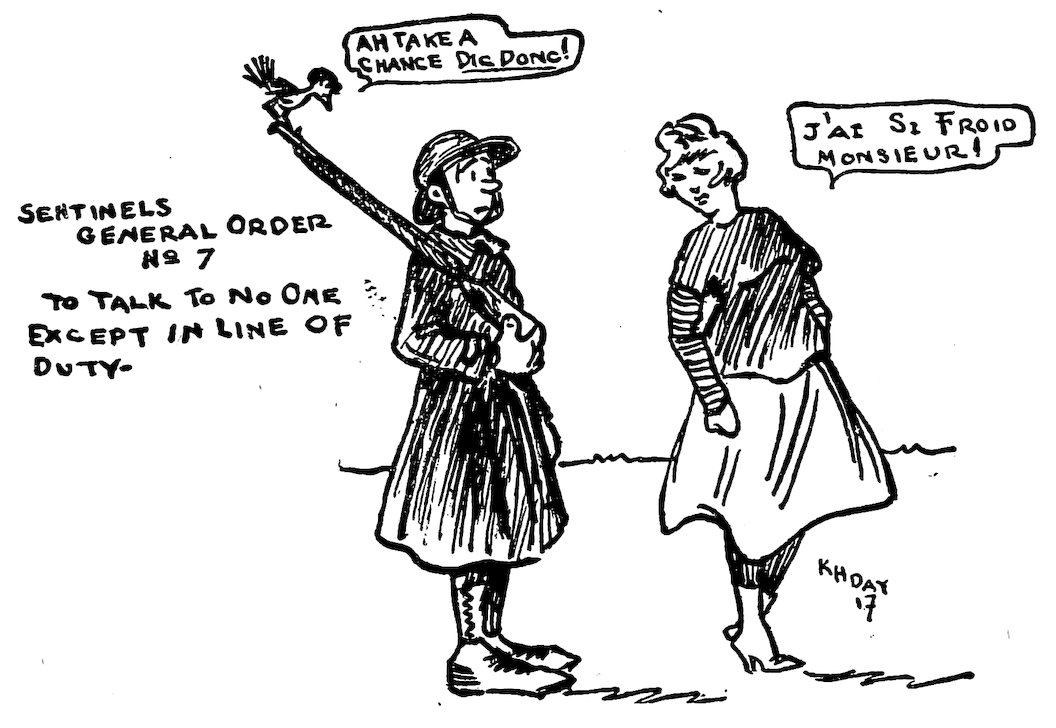 AH TAKE A
CHANCE DIS DONC!
J'AI SI FROID
MONSIEUR!
SENTINELS
GENERAL ORDER
No 7
TO TALK TO NO ONE
EXCEPT IN LINE OF
DUTY-
KHDAY
'17